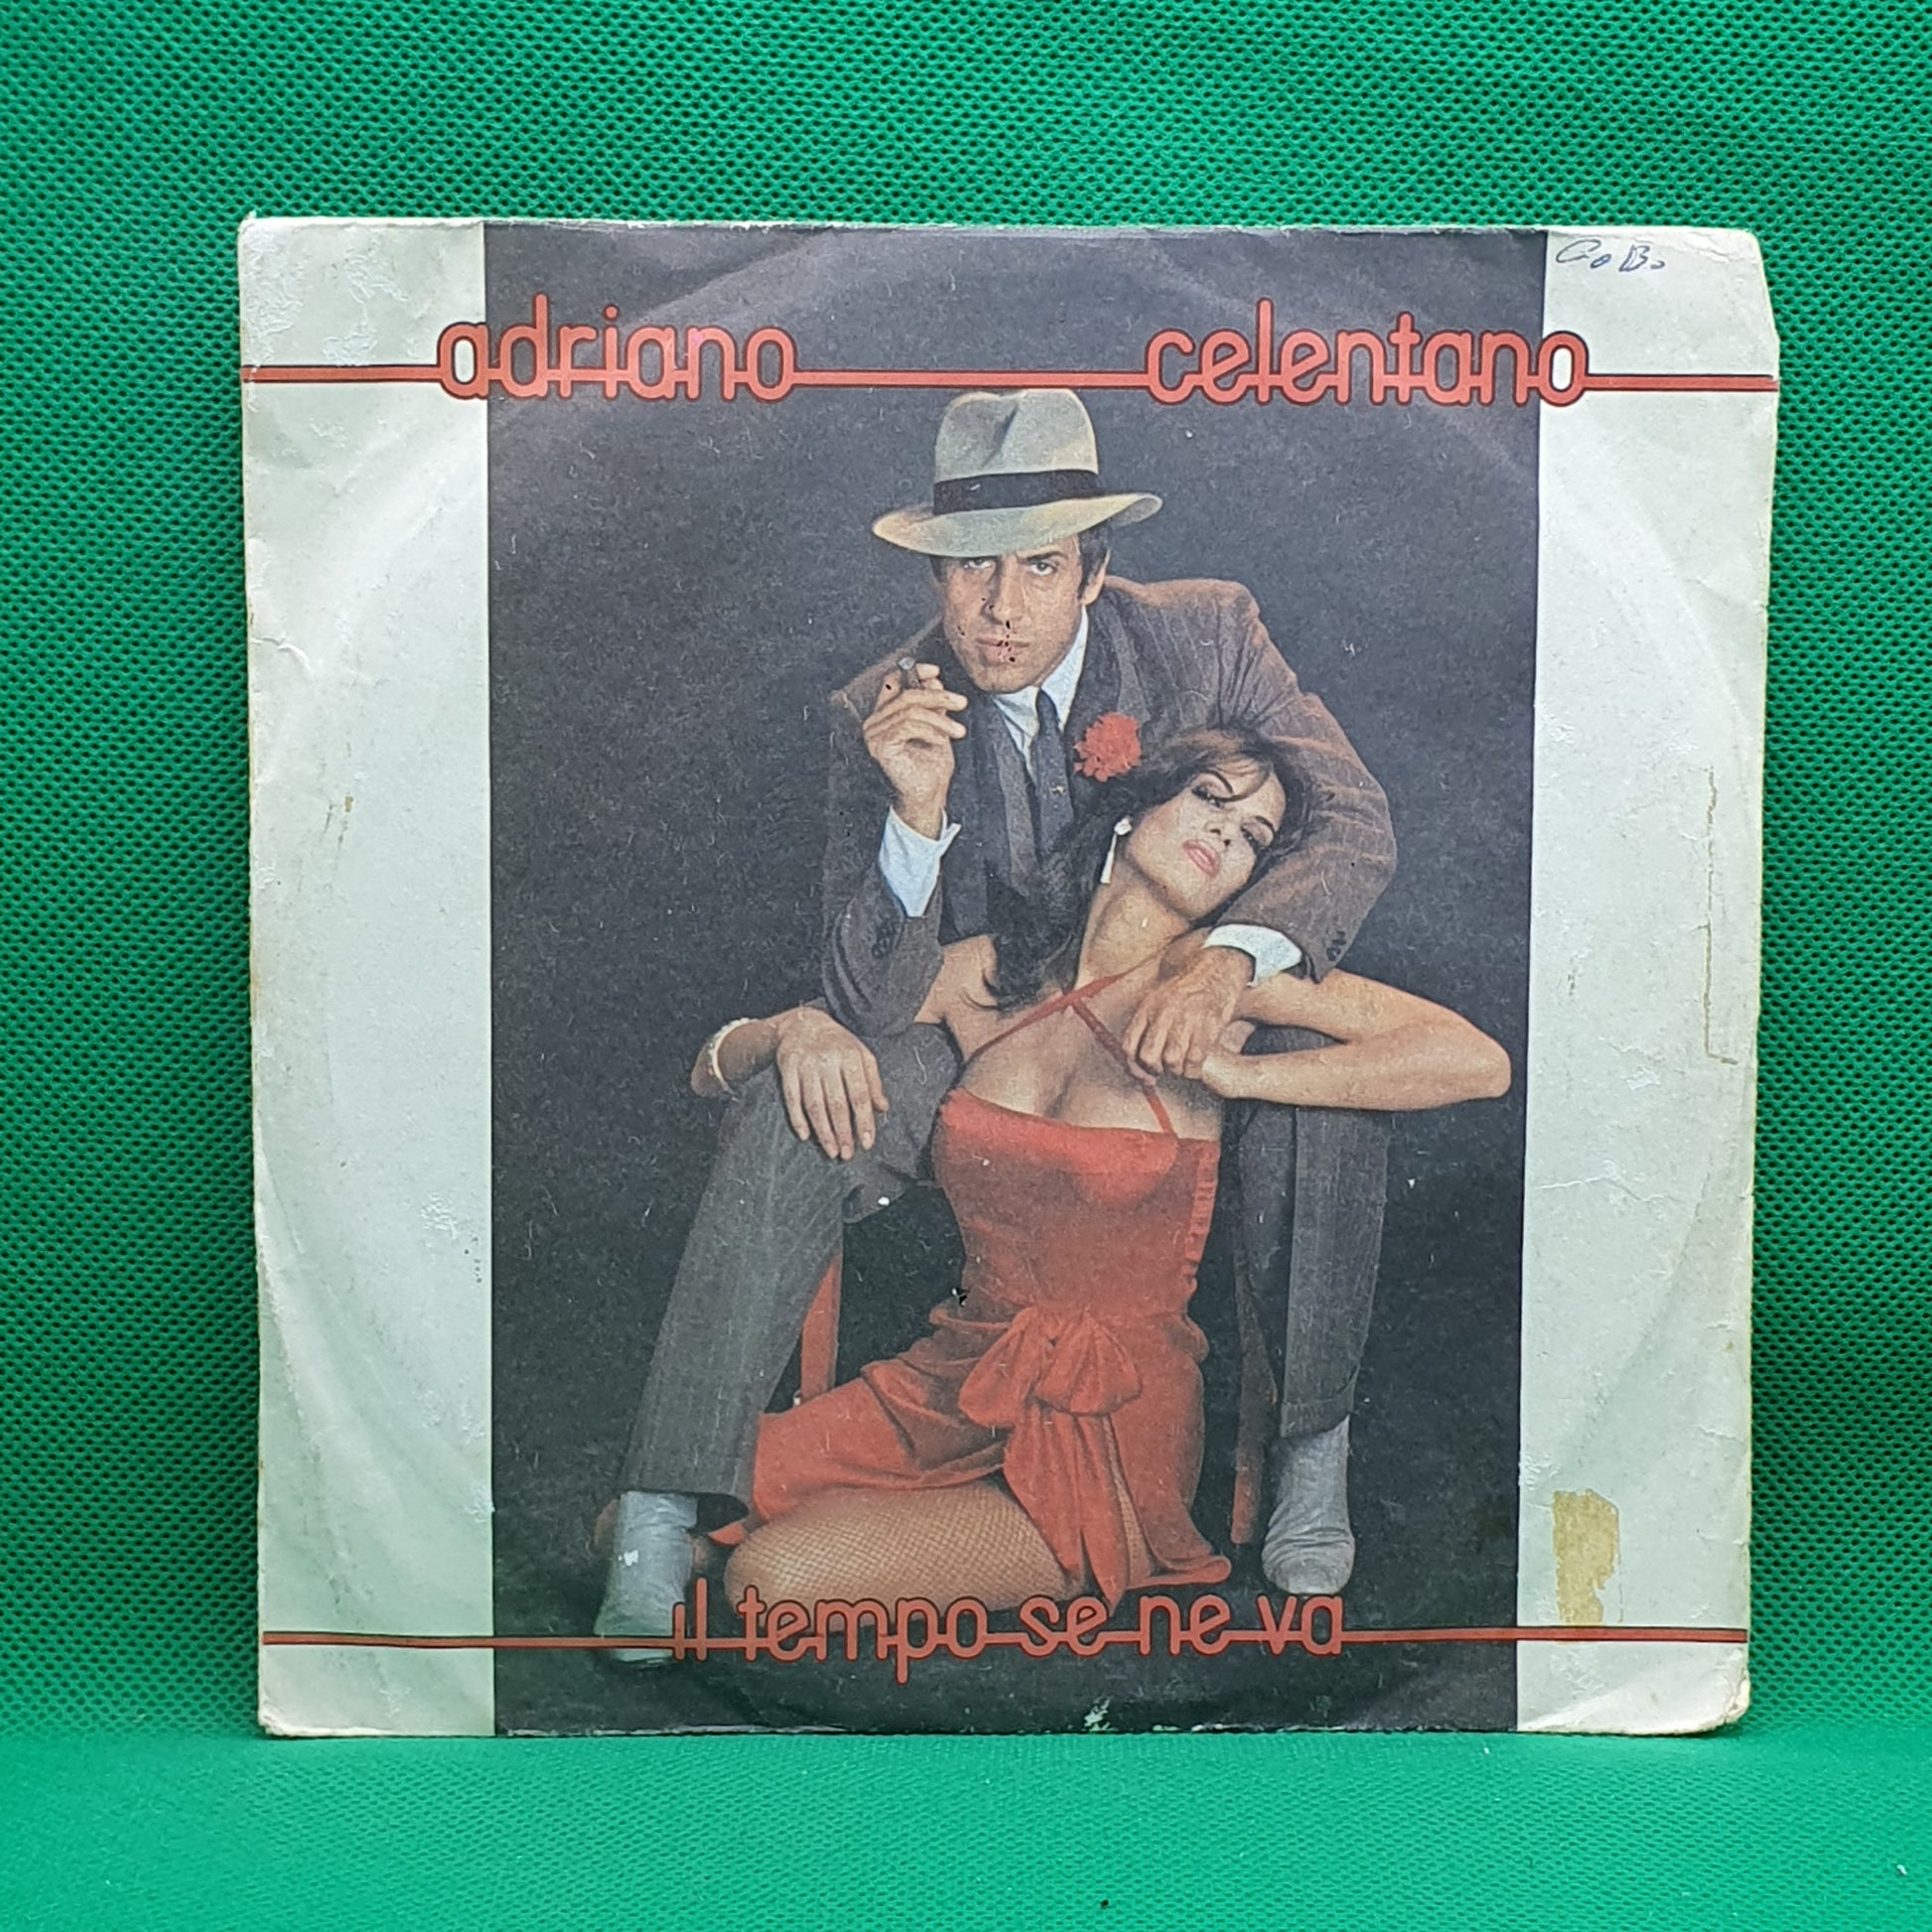 G. B.
adriano celentano
il tempo se ne va